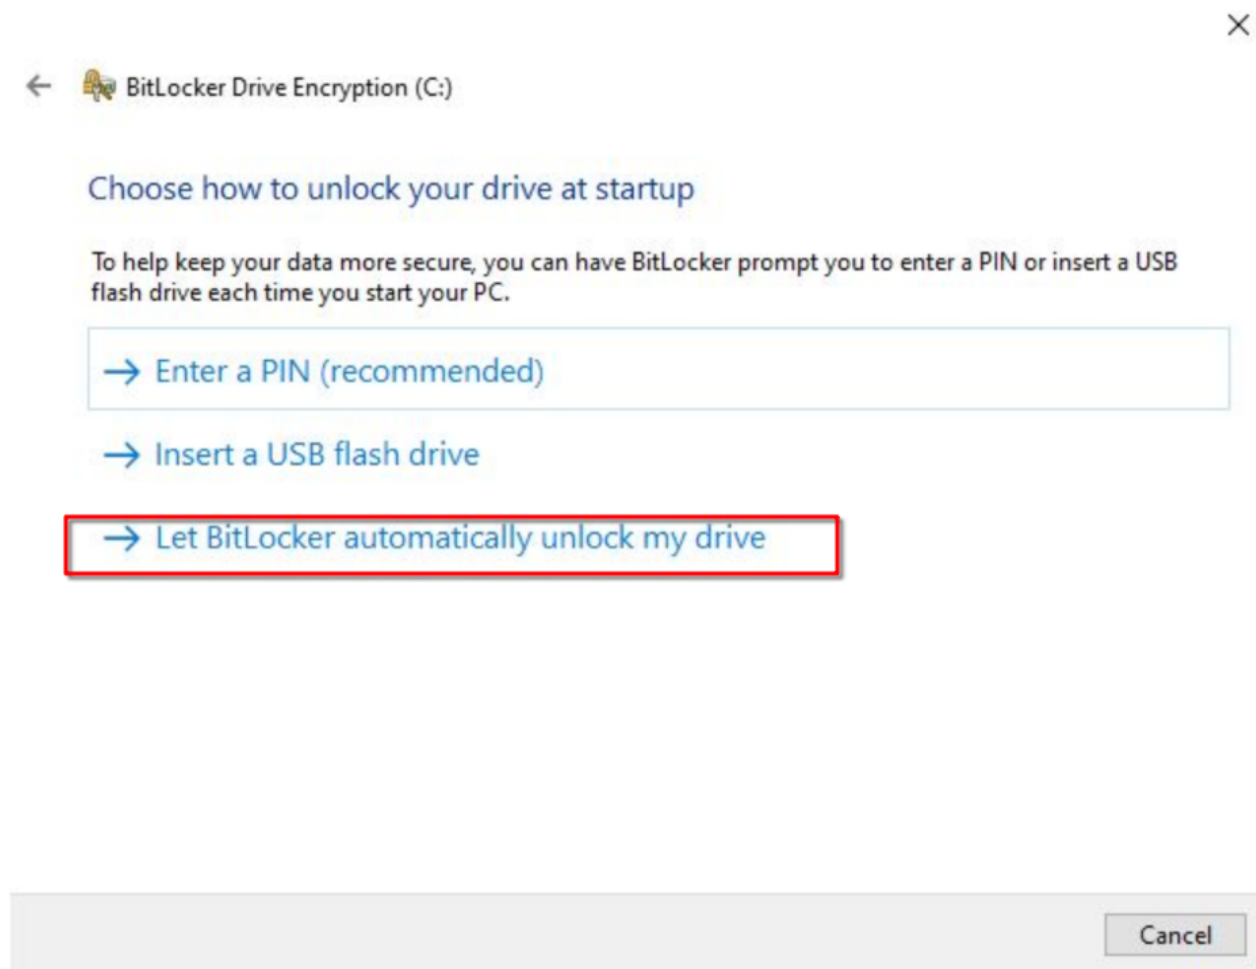 BitLocker Drive Encryption (C:)
Choose how to unlock your drive at startup
To help keep your data more secure, you can have BitLocker prompt you to enter a PIN or insert a USB
flash drive each time you start your PC.
Enter a PIN (recommended)
Insert a USB flash drive
Let BitLocker automatically unlock my drive
Cancel